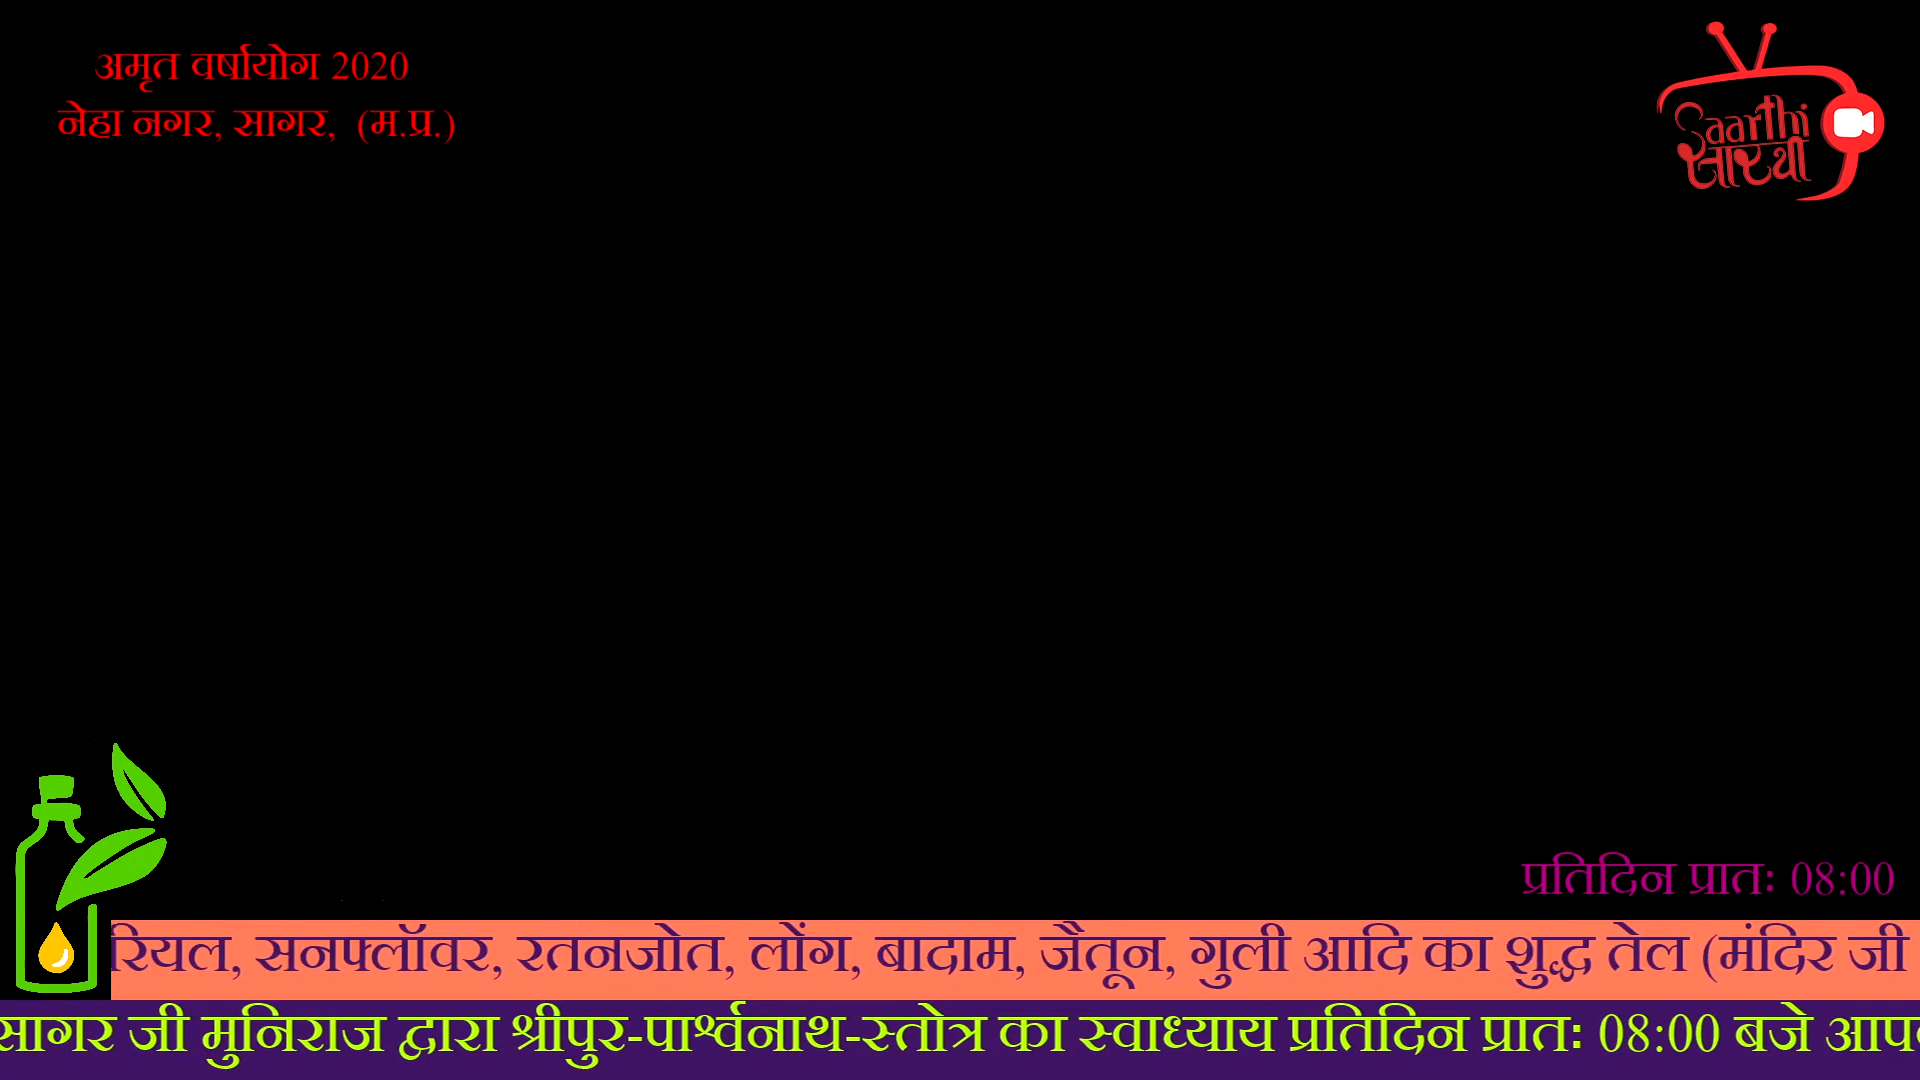 अमृत वर्षायोग 2020
नेहा नगर, सागर, (म.प्र.)
Saarthi
सारथी
प्रतिदिन प्रातः 08:00
रियल, सनफ्लॉवर, रतनजोत, लोंग, बादाम, जैतून, गुली आदि का शुद्ध तेल (मंदिर जी
सागर जी मुनिराज द्वारा श्रीपुर-पार्श्वनाथ-स्तोत्र का स्वाध्याय प्रतिदिन प्रातः 08:00 बजे